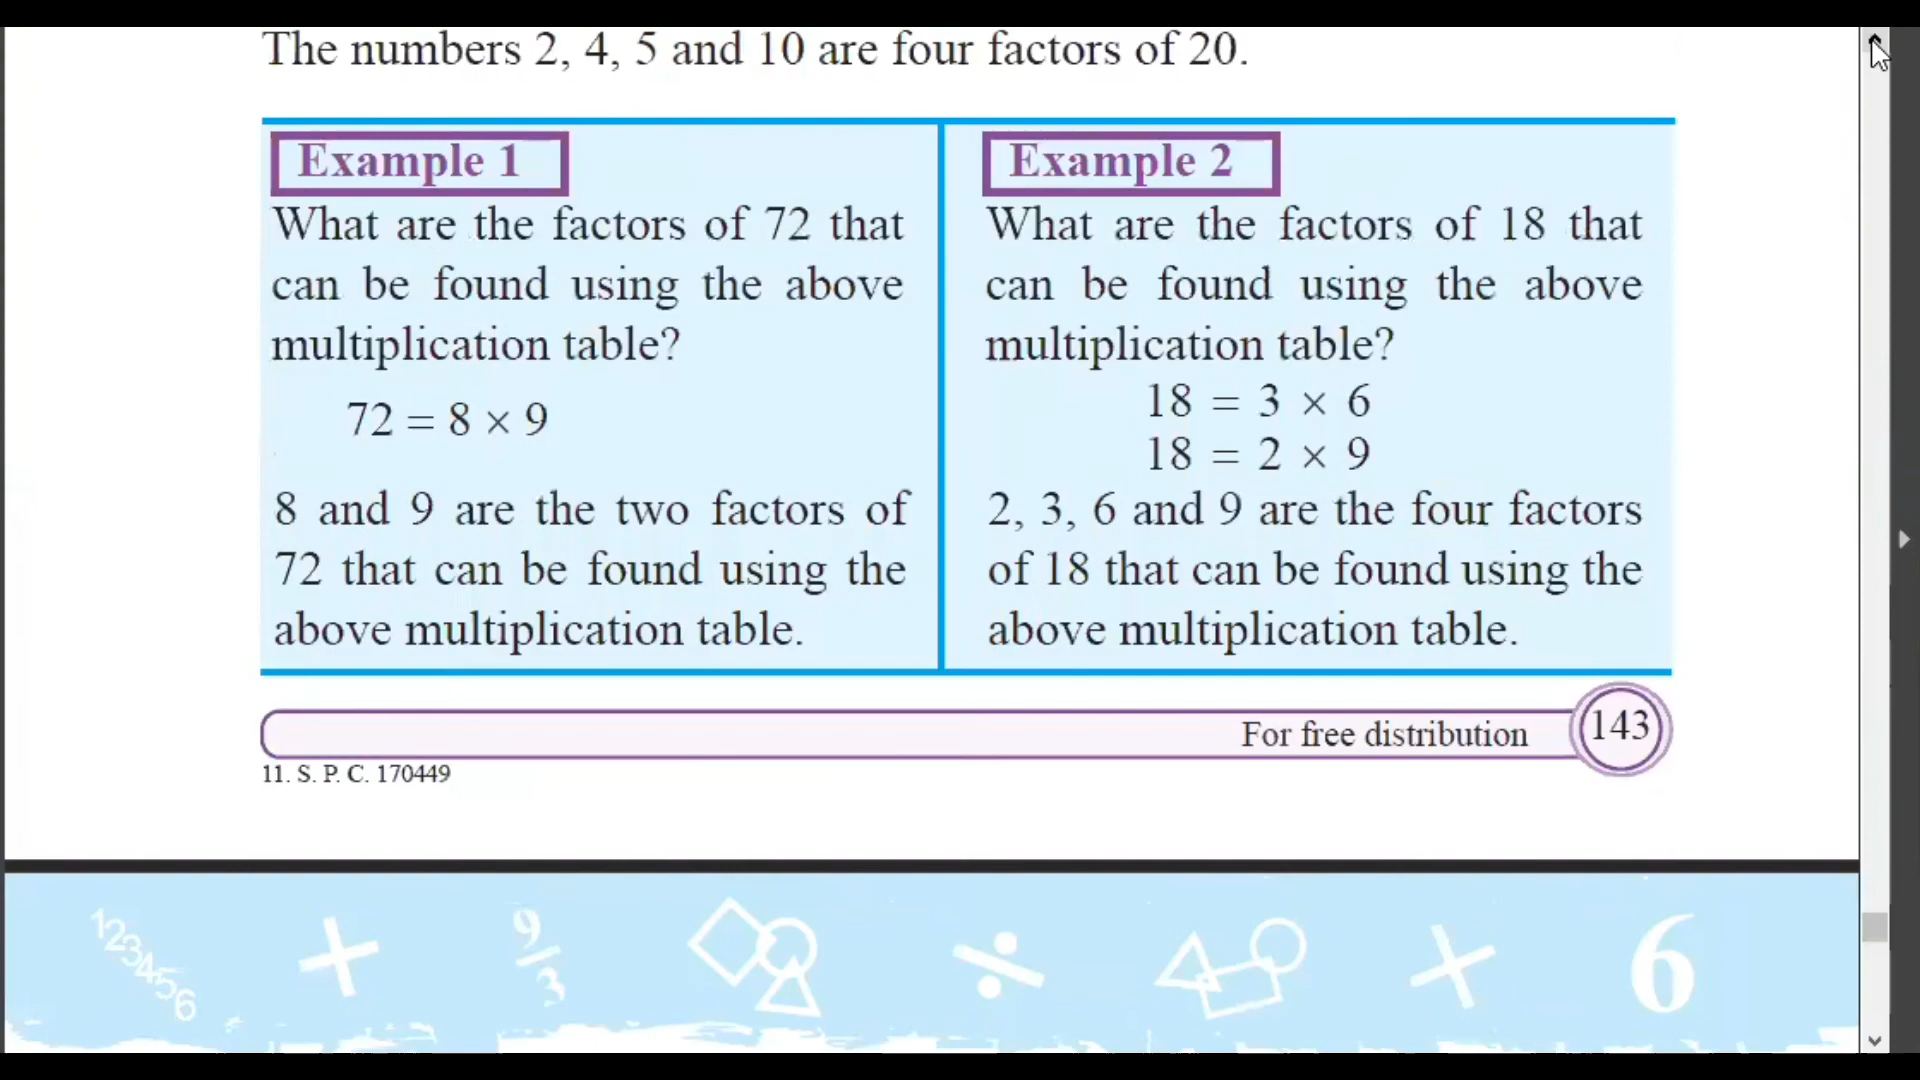 The numbers 2, 4, 5 and 10 are four factors of 20.
Example 1
What are the factors of 72 that
can be found using the above
multiplication table?
72 = 8 × 9
8 and 9 are the two factors of
72 that can be found using the
above multiplication table.
Example 2
What are the factors of 18 that
can be found using the above
multiplication table?
18 = 3 × 6
18 = 2 × 9
2, 3, 6 and 9 are the four factors
of 18 that can be found using the
above multiplication table.
For free distribution
143
11. S. P. C. 170449
123456
+
9/3
÷
×
6